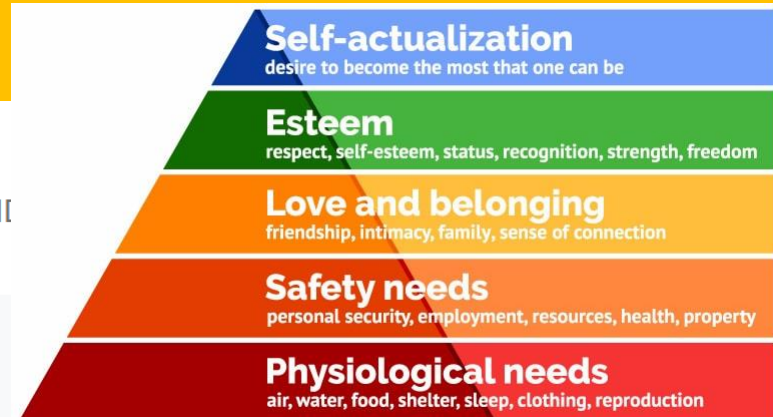 Self-actualization
desire to become the most that one can be
Esteem
respect, self-esteem, status, recognition, strength, freedom
Love and belonging
friendship, intimacy, family, sense of connection
Safety needs
personal security, employment, resources, health, property
Physiological needs
air, water, food, shelter, sleep, clothing, reproduction